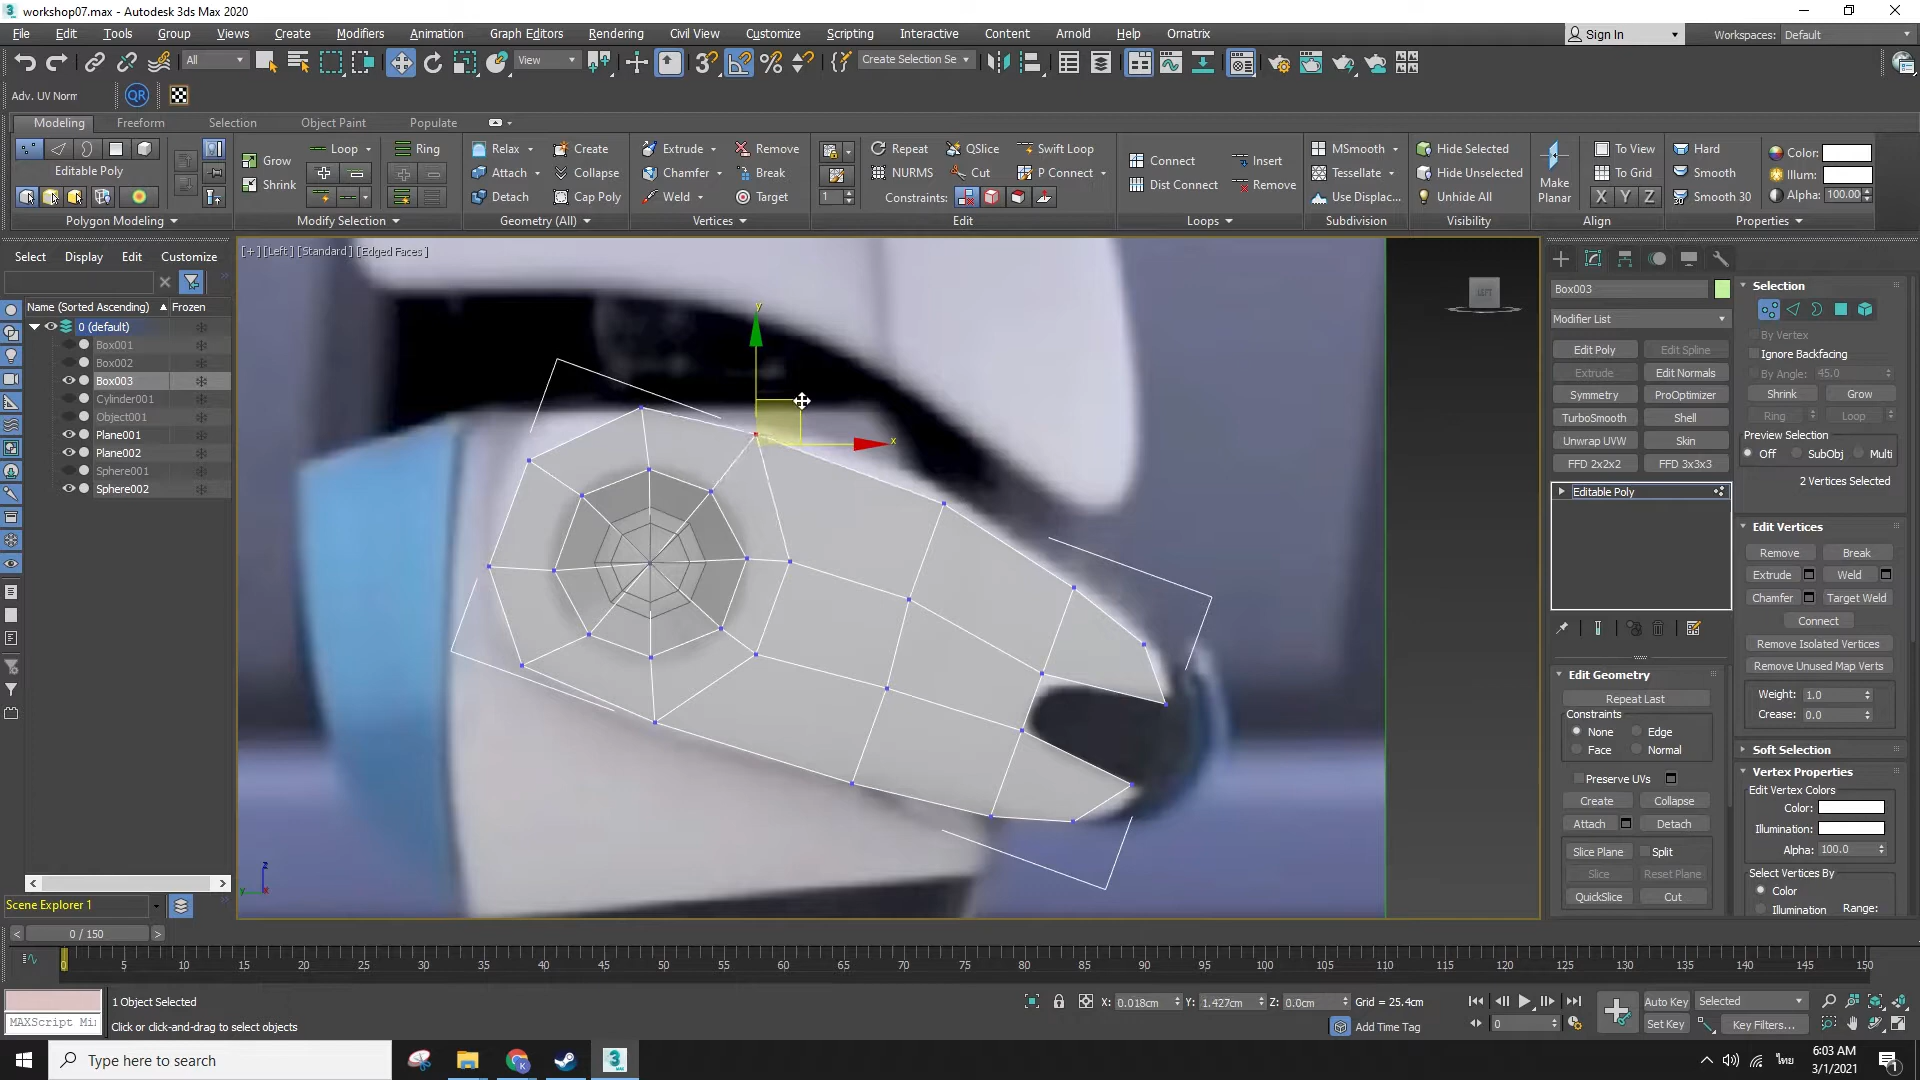 workshop07.max - Autodesk 3ds Max 2020
File Edit Tools Group Views Create Modifiers Animation Graph Editors Rendering Civil View Customize Scripting Interactive Content Arnold Help Ornatrix
Sign In Workspaces: Default
All View Create Selection Se
Adv. UV Norm QR
Modeling Freeform Selection Object Paint Populate
Loop Ring Relax Create Extrude Remove Repeat QSlice Swift Loop MSmooth Hide Selected To View Hard Color:
Editable Poly Grow Attach Collapse Chamfer Break NURMS Cut P Connect Connect Insert Tessellate Hide Unselected To Grid Smooth Illum:
Shrink Detach Cap Poly Weld Target 1 Constraints: Dist Connect Remove Use Displac... Unhide All Make Planar X Y Z Smooth 30 Alpha: 100.00
Polygon Modeling Modify Selection Geometry (All) Vertices Edit Loops Subdivision Visibility Align Properties
Select Display Edit Customize
Name (Sorted Ascending) Frozen
0 (default)
Box001
Box002
Box003
Cylinder001
Object001
Plane001
Plane002
Sphere001
Sphere002
Scene Explorer 1
[+] [Left] [Standard] [Edged Faces]
LEFT
y
x
z
y x
Box003
Modifier List
Edit Poly Edit Spline
Extrude Edit Normals
Symmetry ProOptimizer
TurboSmooth Shell
Unwrap UVW Skin
FFD 2x2x2 FFD 3x3x3
Editable Poly
Edit Geometry
Repeat Last
Constraints
None Edge
Face Normal
Preserve UVs
Create Collapse
Attach Detach
Slice Plane Split
Slice Reset Plane
QuickSlice Cut
Selection
By Vertex
Ignore Backfacing
By Angle: 45.0
Shrink Grow
Ring Loop
Preview Selection
Off SubObj Multi
2 Vertices Selected
Edit Vertices
Remove Break
Extrude Weld
Chamfer Target Weld
Connect
Remove Isolated Vertices
Remove Unused Map Verts
Weight: 1.0
Crease: 0.0
Soft Selection
Vertex Properties
Edit Vertex Colors
Color:
Illumination:
Alpha: 100.0
Select Vertices By
Color
Illumination Range:
< 0 / 150 >
0 5 10 15 20 25 30 35 40 45 50 55 60 65 70 75 80 85 90 95 100 105 110 115 120 125 130 135 140 145 150
1 Object Selected X: 0.018cm Y: 1.427cm Z: 0.0cm Grid = 25.4cm Auto Key Selected
MAXScript Mi Click or click-and-drag to select objects Add Time Tag 0 Set Key Key Filters...
Type here to search
ไทย
6:03 AM
3/1/2021
1